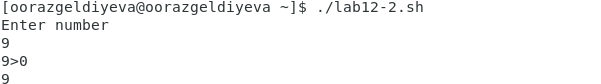 [oorazgeldiyeva@oorazgeldiyeva ~]$ ./lab12-2.sh
Enter number
9
9>0
9